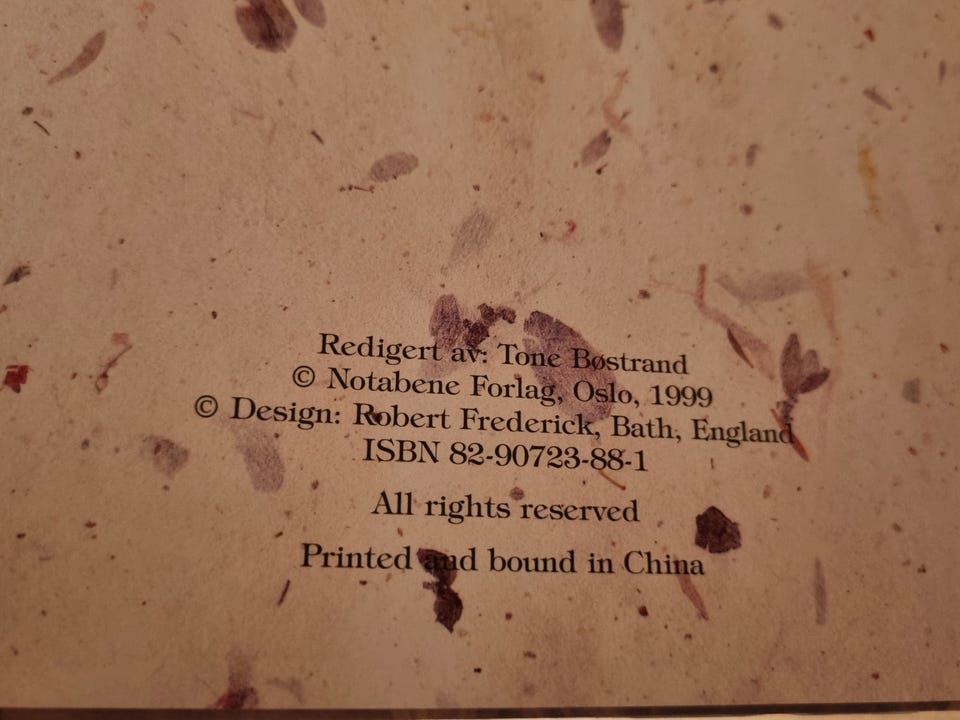 Redigert av: Tone Bøstrand
© Notabene Forlag, Oslo, 1999
© Design: Robert Frederick, Bath, England
ISBN 82-90723-88-1
All rights reserved
Printed and bound in China